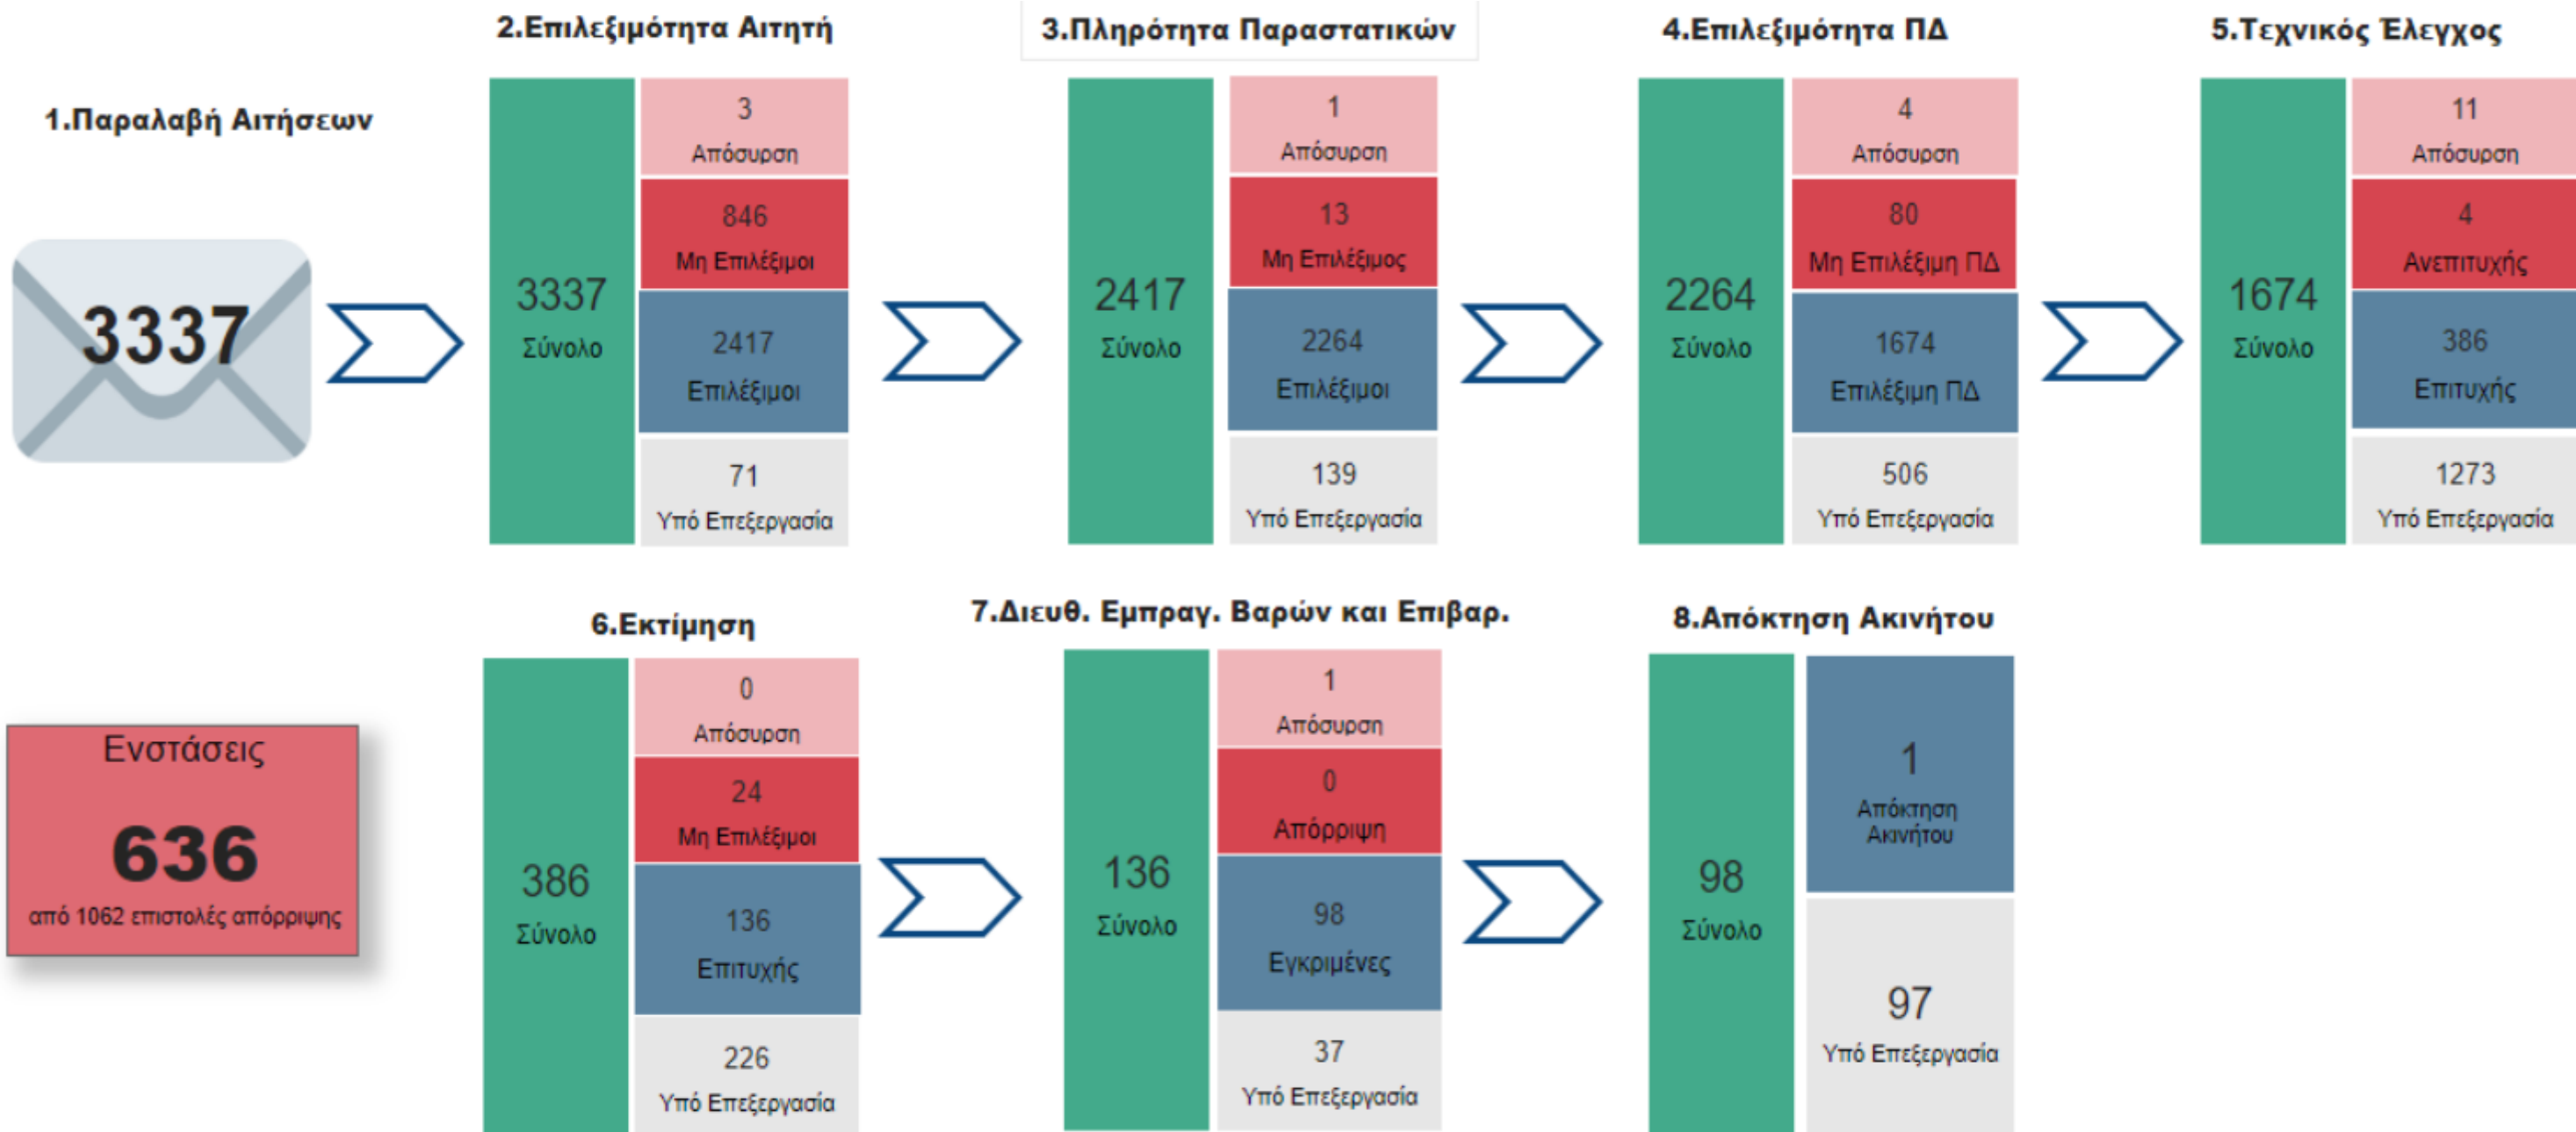 1.Παραλαβή Αιτήσεων
3337
2.Επιλεξιμότητα Αιτητή
3337
Σύνολο
3
Απόσυρση
846
Μη Επιλέξιμοι
2417
Επιλέξιμοι
71
Υπό Επεξεργασία
3.Πληρότητα Παραστατικών
2417
Σύνολο
1
Απόσυρση
13
Μη Επιλέξιμος
2264
Επιλέξιμοι
139
Υπό Επεξεργασία
4.Επιλεξιμότητα ΠΔ
2264
Σύνολο
4
Απόσυρση
80
Μη Επιλέξιμη ΠΔ
1674
Επιλέξιμη ΠΔ
506
Υπό Επεξεργασία
5.Τεχνικός Έλεγχος
1674
Σύνολο
11
Απόσυρση
4
Ανεπιτυχής
386
Επιτυχής
1273
Υπό Επεξεργασία
Ενστάσεις
636
από 1062 επιστολές απόρριψης
6.Εκτίμηση
386
Σύνολο
0
Απόσυρση
24
Μη Επιλέξιμοι
136
Επιτυχής
226
Υπό Επεξεργασία
7.Διευθ. Εμπραγ. Βαρών και Επιβαρ.
136
Σύνολο
1
Απόσυρση
0
Απόρριψη
98
Εγκριμένες
37
Υπό Επεξεργασία
8.Απόκτηση Ακινήτου
98
Σύνολο
1
Απόκτηση
Ακινήτου
97
Υπό Επεξεργασία